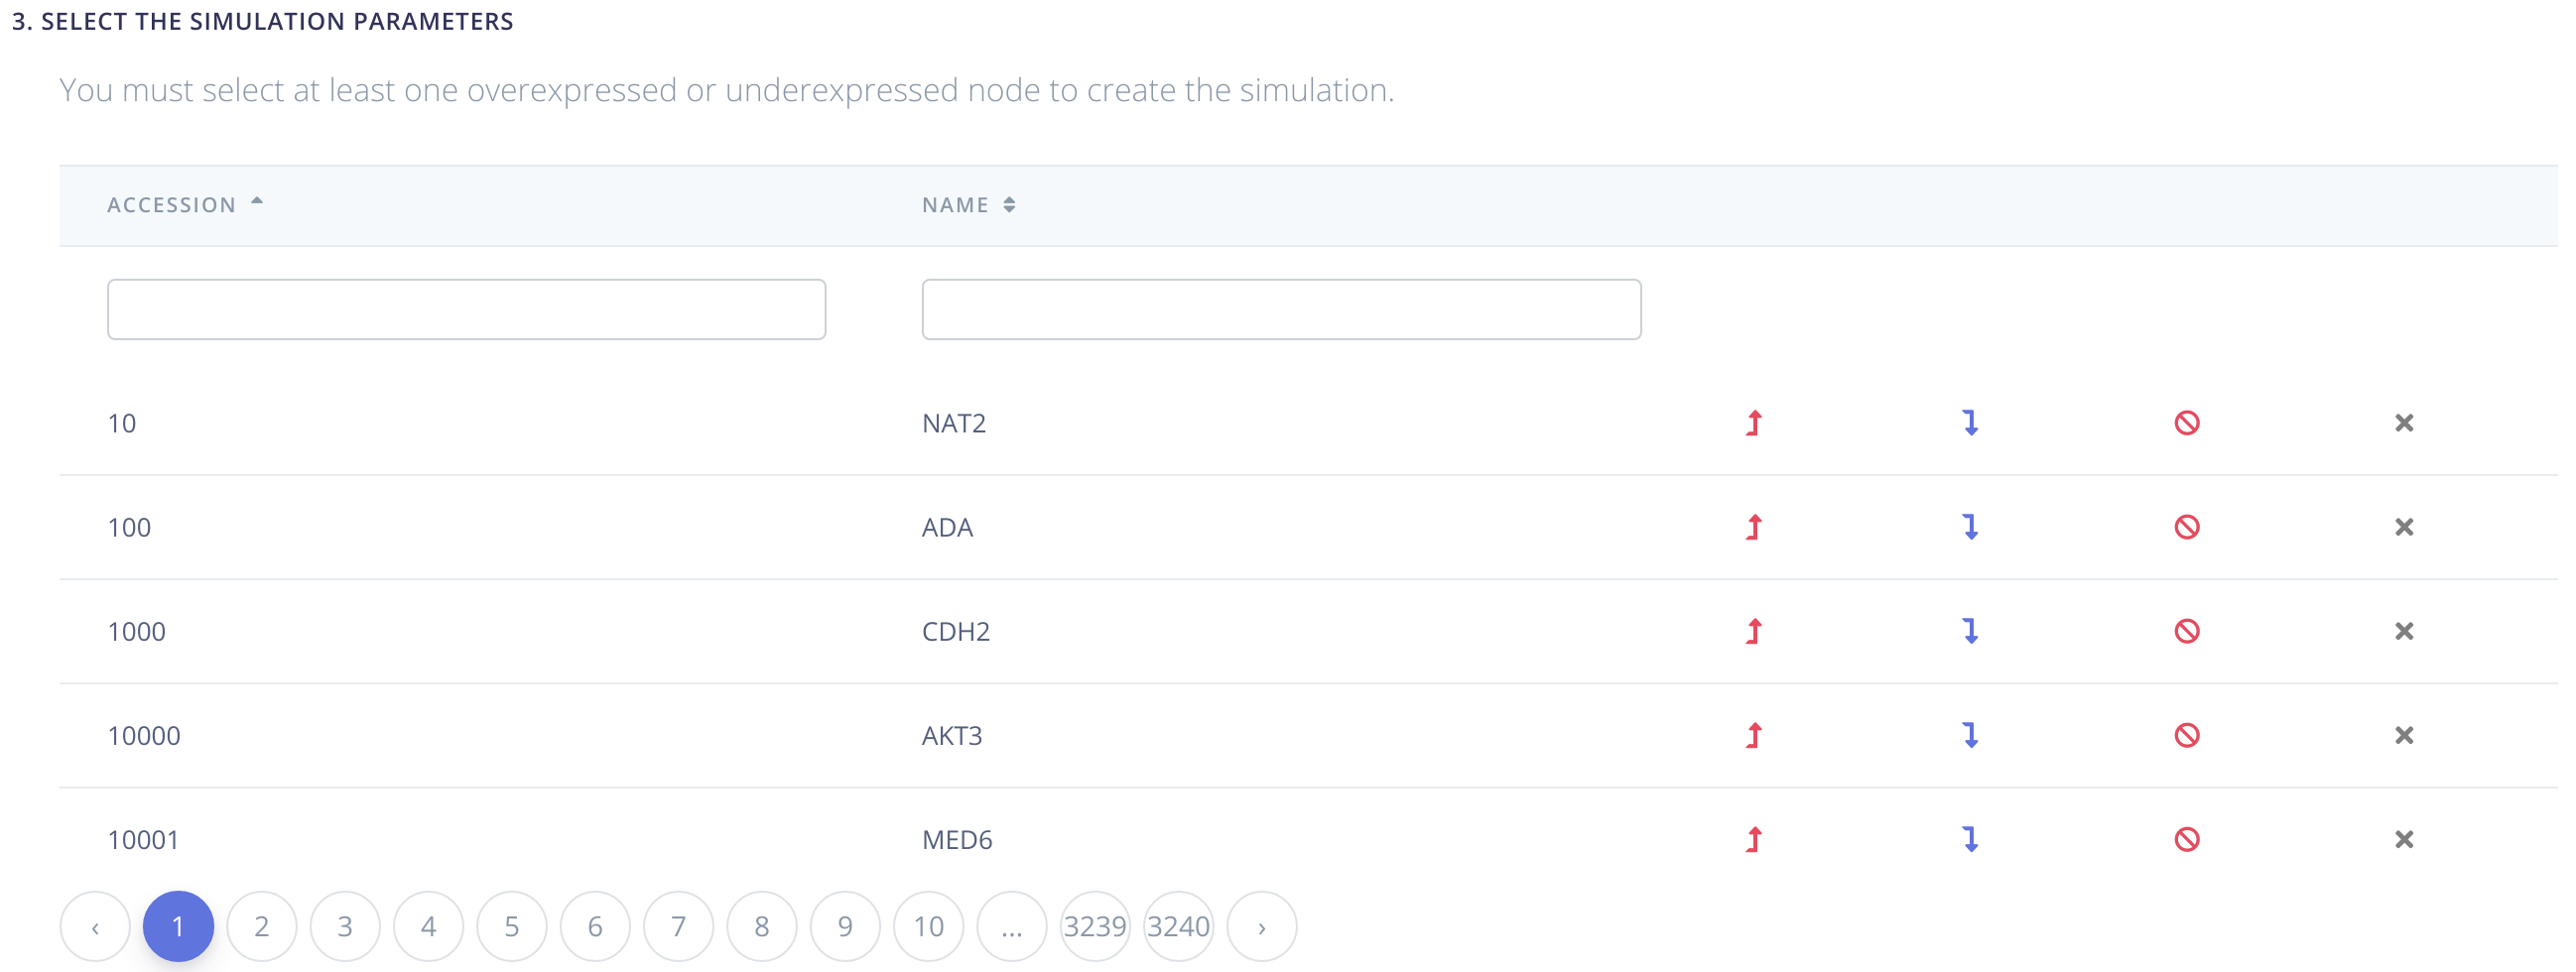 3. SELECT THE SIMULATION PARAMETERS
You must select at least one overexpressed or underexpressed node to create the simulation.
ACCESSION NAME
10 NAT2
100 ADA
1000 CDH2
10000 AKT3
10001 MED6
‹ 1 2 3 4 5 6 7 8 9 10 ... 3239 3240 ›